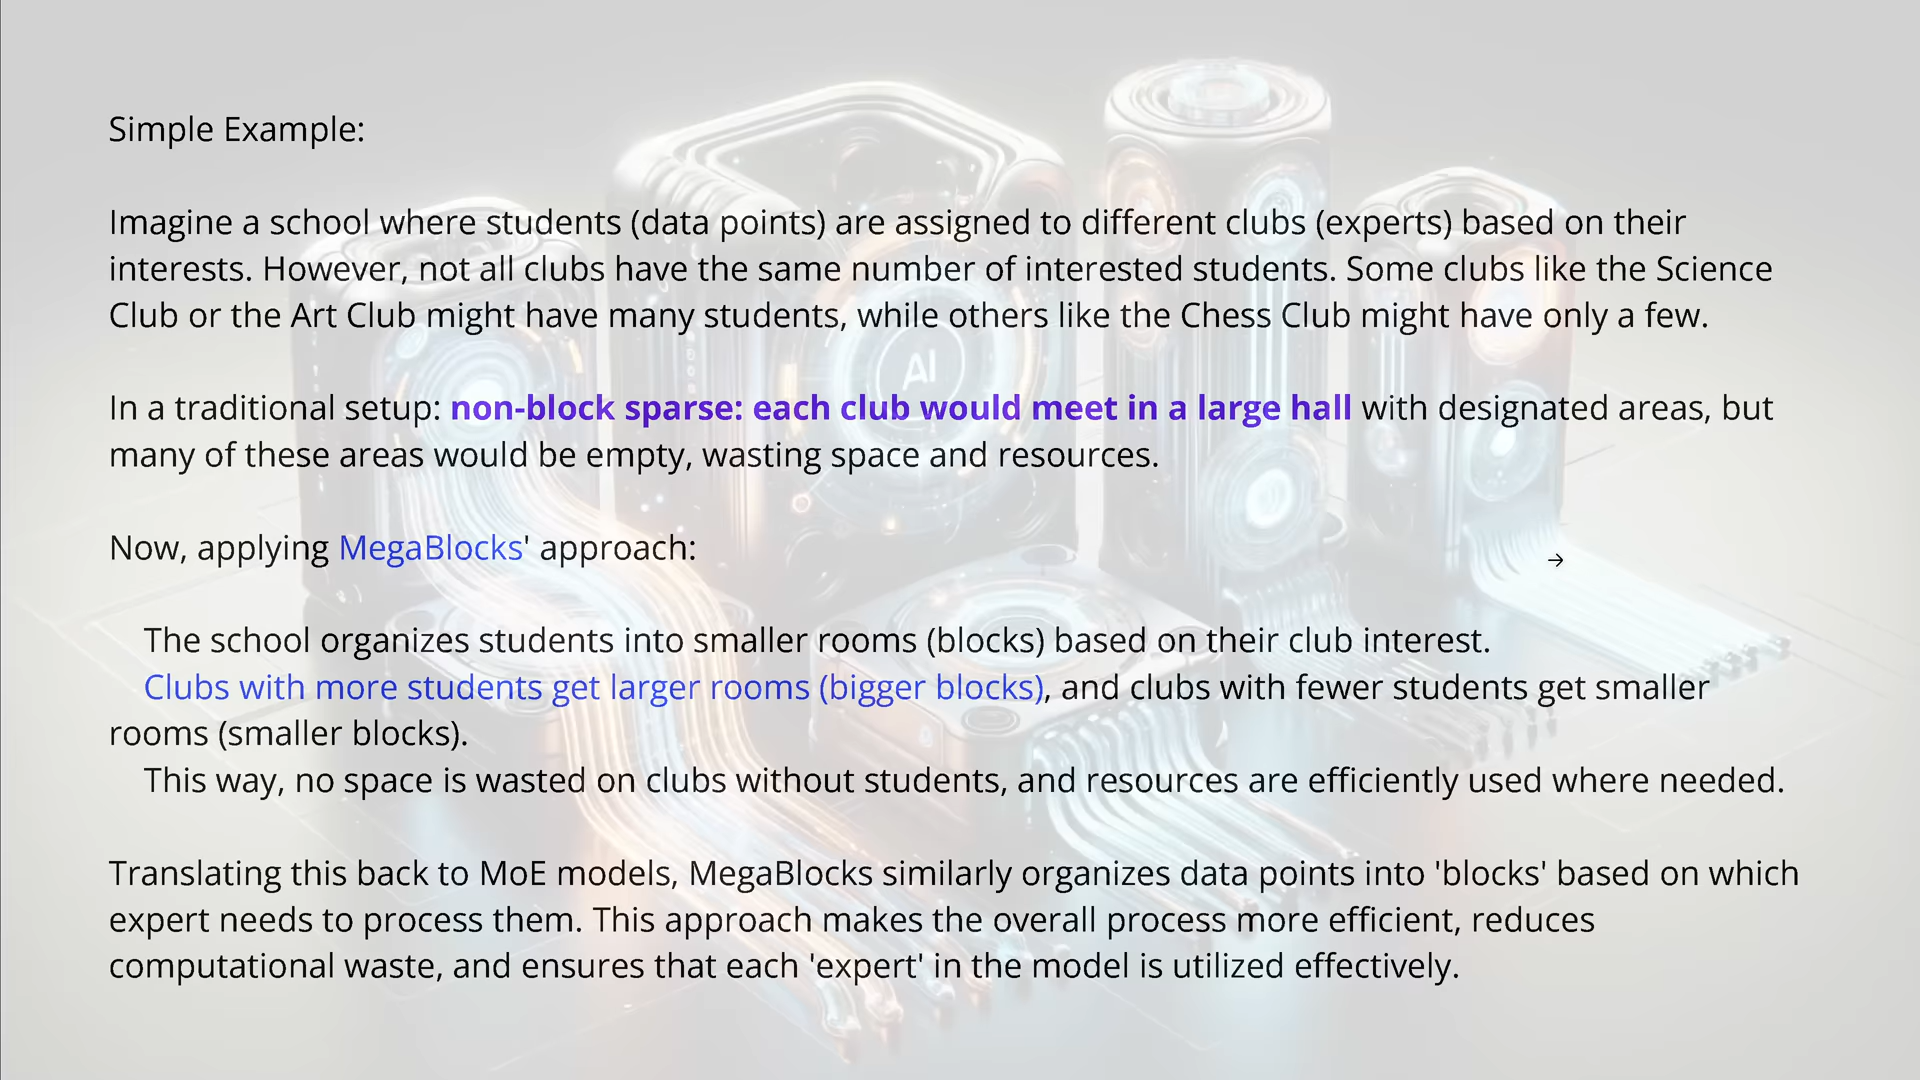 Simple Example:
Imagine a school where students (data points) are assigned to different clubs (experts) based on their
interests. However, not all clubs have the same number of interested students. Some clubs like the Science
Club or the Art Club might have many students, while others like the Chess Club might have only a few.
In a traditional setup: non-block sparse: each club would meet in a large hall with designated areas, but
many of these areas would be empty, wasting space and resources.
Now, applying MegaBlocks' approach:
→
The school organizes students into smaller rooms (blocks) based on their club interest.
Clubs with more students get larger rooms (bigger blocks), and clubs with fewer students get smaller
rooms (smaller blocks).
This way, no space is wasted on clubs without students, and resources are efficiently used where needed.
Translating this back to MoE models, MegaBlocks similarly organizes data points into 'blocks' based on which
expert needs to process them. This approach makes the overall process more efficient, reduces
computational waste, and ensures that each 'expert' in the model is utilized effectively.
AI